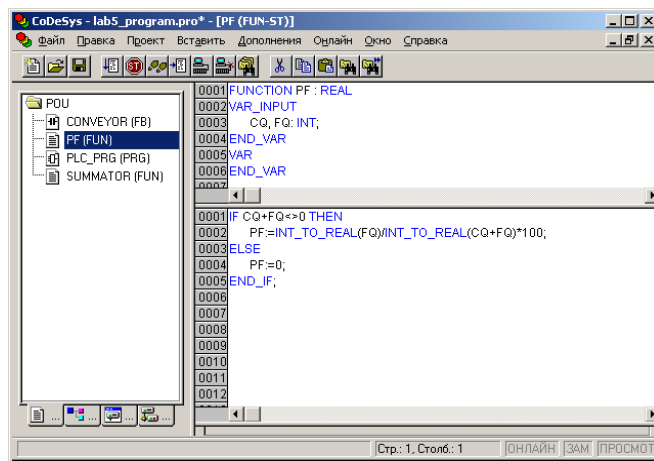 CoDeSys - lab5_program.pro* - [PF (FUN-ST)]
Файл Правка Проект Вставить Дополнения Онлайн Окно Справка
POU
CONVEYOR (FB)
PF (FUN)
PLC_PRG (PRG)
SUMMATOR (FUN)
0001 FUNCTION PF : REAL
0002 VAR_INPUT
0003 CQ, FQ: INT;
0004 END_VAR
0005 VAR
0006 END_VAR
0007
0001 IF CQ+FQ<>0 THEN
0002 PF:=INT_TO_REAL(FQ)/INT_TO_REAL(CQ+FQ)*100;
0003 ELSE
0004 PF:=0;
0005 END_IF;
0006
0007
0008
0009
0010
0011
0012
... ... ... ...
Стр.: 1, Столб.: 1 ОНЛАЙН ЗАМ ПРОСМОТ